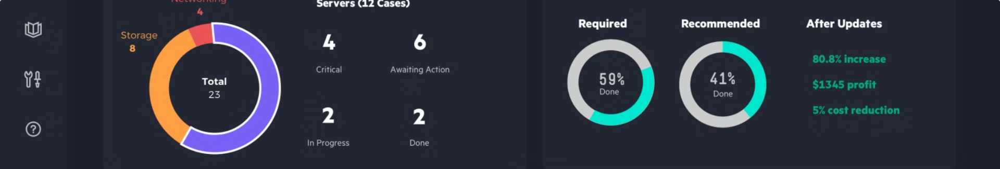 Networking
4
Storage
8
Total
23
Servers (12 Cases)
4
Critical
6
Awaiting Action
2
In Progress
2
Done
Required
59%
Done
Recommended
41%
Done
After Updates
80.8% increase
$1345 profit
5% cost reduction